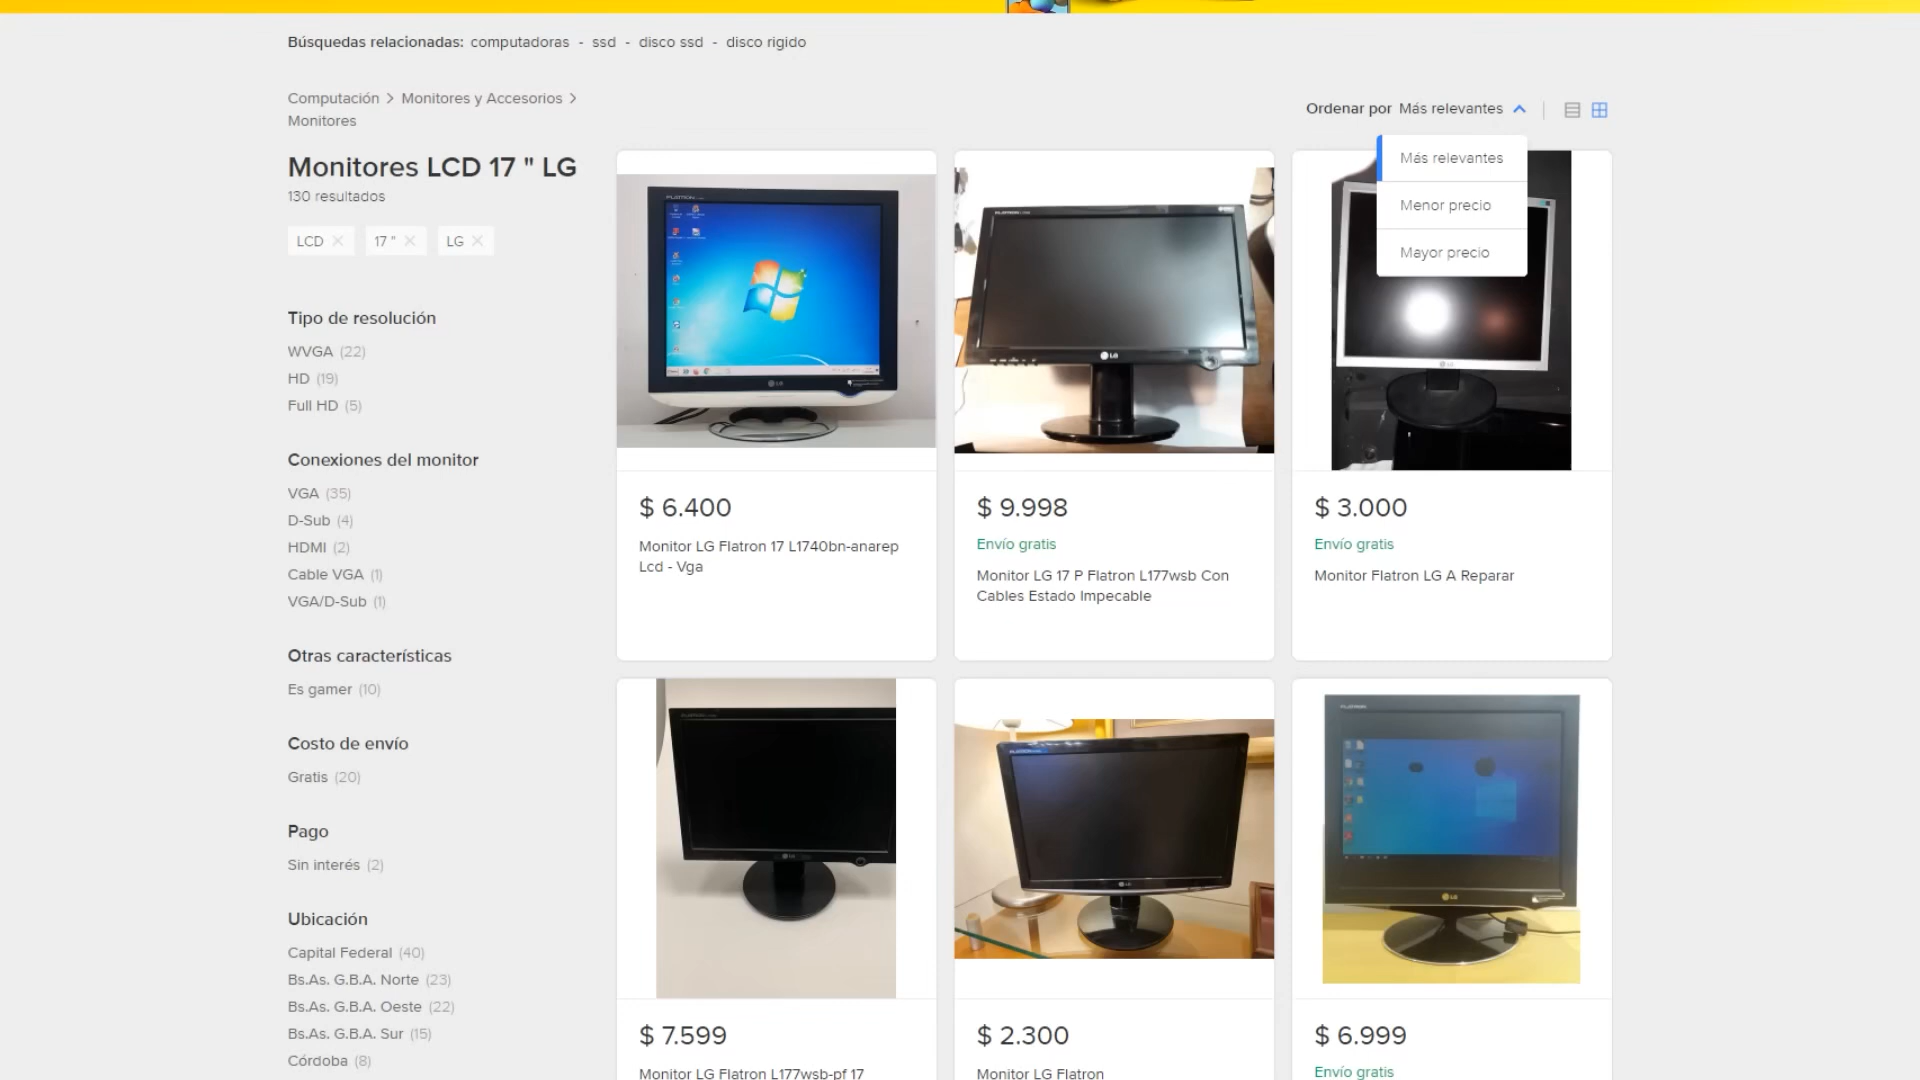 Búsquedas relacionadas: computadoras - ssd - disco ssd - disco rigido
Computación > Monitores y Accesorios >
Monitores
Ordenar por Más relevantes
Más relevantes
Menor precio
Mayor precio
Monitores LCD 17 " LG
130 resultados
LCD
17 "
LG
Tipo de resolución
WVGA (22)
HD (19)
Full HD (5)
Conexiones del monitor
VGA (35)
D-Sub (4)
HDMI (2)
Cable VGA (1)
VGA/D-Sub (1)
Otras características
Es gamer (10)
Costo de envío
Gratis (20)
Pago
Sin interés (2)
Ubicación
Capital Federal (40)
Bs.As. G.B.A. Norte (23)
Bs.As. G.B.A. Oeste (22)
Bs.As. G.B.A. Sur (15)
Córdoba (8)
$ 6.400
Monitor LG Flatron 17 L1740bn-anarep
Lcd - Vga
$ 9.998
Envío gratis
Monitor LG 17 P Flatron L177wsb Con
Cables Estado Impecable
$ 3.000
Envío gratis
Monitor Flatron LG A Reparar
$ 7.599
Monitor LG Flatron L177wsb-pf 17
$ 2.300
Monitor LG Flatron
$ 6.999
Envío gratis